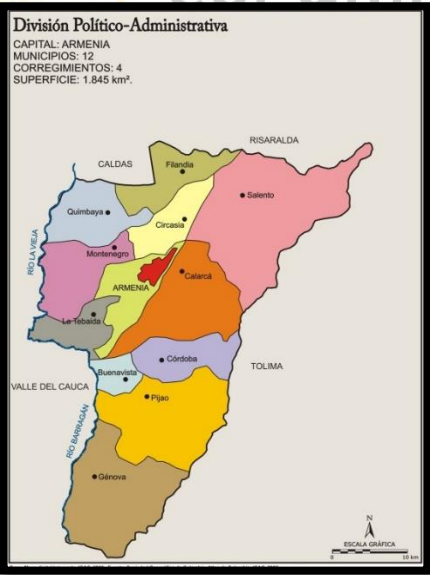 División Político-Administrativa
CAPITAL: ARMENIA
MUNICIPIOS: 12
CORREGIMIENTOS: 4
SUPERFICIE: 1.845 km².
RISARALDA
CALDAS
Filandia
Salento
Quimbaya
Circasia
RÍO LA VIEJA
Montenegro
Calarcá
ARMENIA
La Tebaida
Córdoba
TOLIMA
Buenavista
VALLE DEL CAUCA
Pijao
RÍO BARRAGÁN
Génova
N
ESCALA GRÁFICA
0 10 km